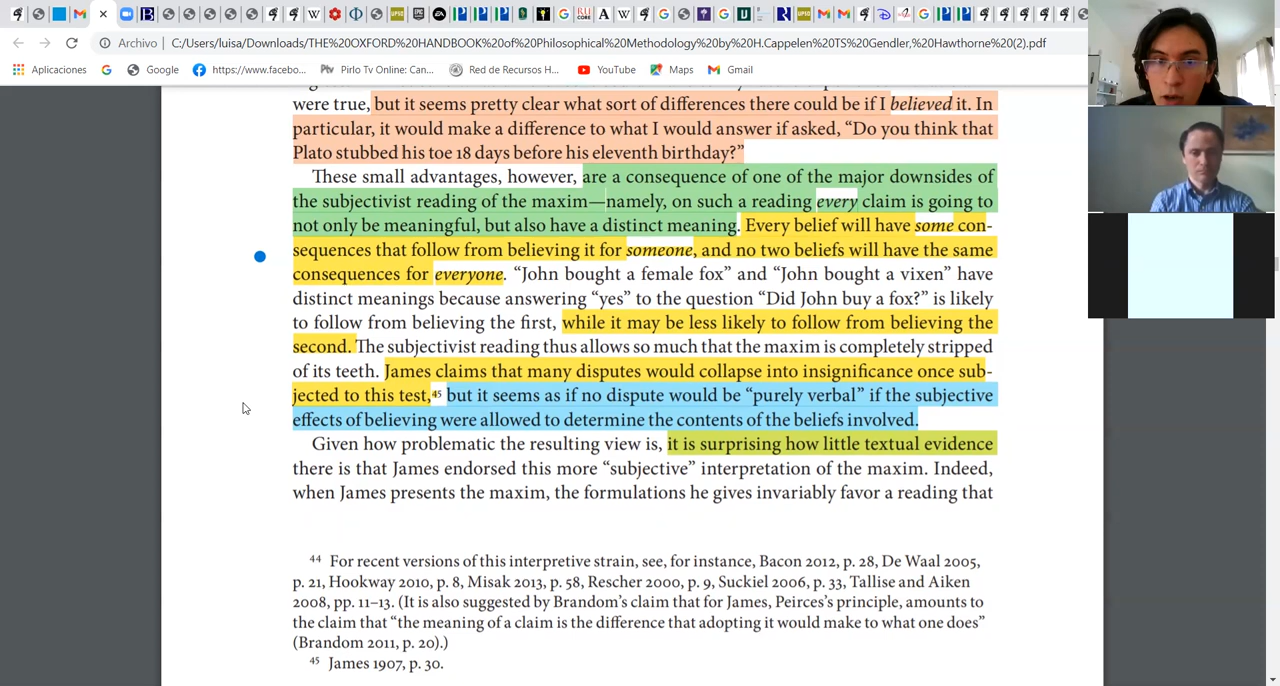 Archivo
C:/Users/luisa/Downloads/THE%20OXFORD%20HANDBOOK%20of%20Philosophical%20Methodology%20by%20H.Cappelen%20TS%20Gendler,%20Hawthorne%20(2).pdf
Aplicaciones
Google
https://www.facebo...
Pirlo Tv Online: Can...
Red de Recursos H...
YouTube
Maps
Gmail
were true, but it seems pretty clear what sort of differences there could be if I believed it. In
particular, it would make a difference to what I would answer if asked, “Do you think that
Plato stubbed his toe 18 days before his eleventh birthday?”
These small advantages, however, are a consequence of one of the major downsides of
the subjectivist reading of the maxim—namely, on such a reading every claim is going to
not only be meaningful, but also have a distinct meaning. Every belief will have some con-
sequences that follow from believing it for someone, and no two beliefs will have the same
consequences for everyone. “John bought a female fox” and “John bought a vixen” have
distinct meanings because answering “yes” to the question “Did John buy a fox?” is likely
to follow from believing the first, while it may be less likely to follow from believing the
second. The subjectivist reading thus allows so much that the maxim is completely stripped
of its teeth. James claims that many disputes would collapse into insignificance once sub-
jected to this test,45 but it seems as if no dispute would be “purely verbal” if the subjective
effects of believing were allowed to determine the contents of the beliefs involved.
Given how problematic the resulting view is, it is surprising how little textual evidence
there is that James endorsed this more “subjective” interpretation of the maxim. Indeed,
when James presents the maxim, the formulations he gives invariably favor a reading that
44 For recent versions of this interpretive strain, see, for instance, Bacon 2012, p. 28, De Waal 2005,
p. 21, Hookway 2010, p. 8, Misak 2013, p. 58, Rescher 2000, p. 9, Suckiel 2006, p. 33, Tallise and Aiken
2008, pp. 11–13. (It is also suggested by Brandom’s claim that for James, Peirces’s principle, amounts to
the claim that “the meaning of a claim is the difference that adopting it would make to what one does”
(Brandom 2011, p. 20).)
45 James 1907, p. 30.